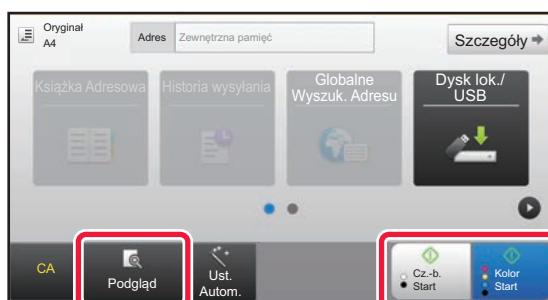 Oryginał
A4
Adres Zewnętrzna pamięć
Szczegóły
Książka Adresowa
Historia wysyłania
Globalne
Wyszuk. Adresu
Dysk lok./
USB
CA
Podgląd
Ust.
Autom.
Cz.-b.
Start
Kolor
Start